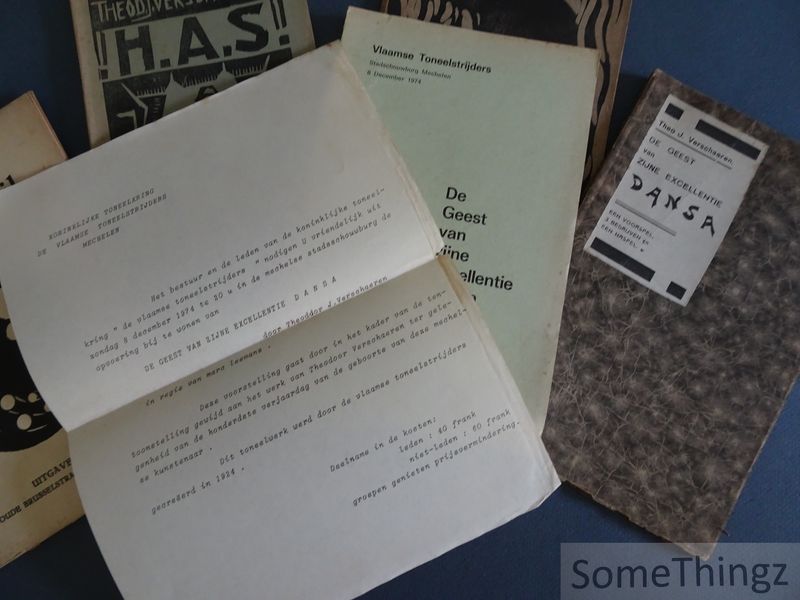 THEOD.J.VERSCH
!H.A.S!
Vlaamse Toneelstrijders
Stadschouwburg Mechelen
8 December 1974
De
Geest
van
zijne
xcellentie
Theo J. Verschaeren.
DE GEEST
van
ZIJNE EXCELLENTIE
DANSA
EEN VOORSPEL,
3 BEDRIJVEN EN
EEN NASPEL.
KONINKLIJKE TONEELKRING
DE VLAAMSE TONEELSTRIJDERS
MECHELEN
Het bestuur en de leden van de koninklijke toneel-
kring " de vlaamse toneelstrijders " nodigen U vriendelijk uit
zondag 8 december 1974 te 20 u in de mechelse stadsschouwburg de
opvoering bij te wonen van
DE GEEST VAN ZIJNE EXCELLENTIE D A N S A
door Theodoor J. Verschaeren
in regie van marc leemans .
Deze voorstelling gaat door in het kader van de ten-
toonstelling gewijd aan het werk van Theodoor Verschaeren ter gele-
genheid van de honderdste verjaardag van de geboorte van deze mechel-
se kunstenaar .
Dit toneelwerk werd door de vlaamse toneelstrijders
gecreëerd in 1924 .
Deelname in de kosten:
leden : 40 frank
niet-leden : 60 frank
groepen genieten prijsvermindering.
UITGAVE
OUDE BRUSSELSTRA
SomeThingz